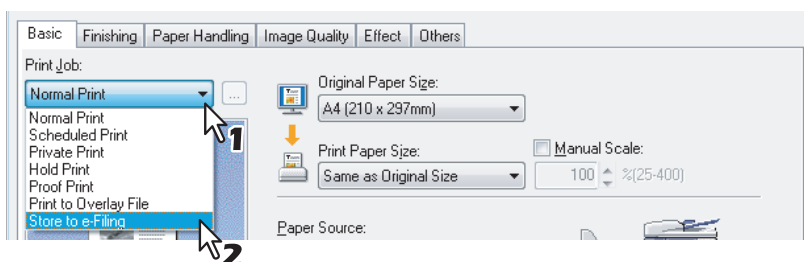 Basic Finishing Paper Handling Image Quality Effect Others
Print Job:
Normal Print ...
Normal Print
Scheduled Print
Private Print
Hold Print
Proof Print
Print to Overlay File
Store to e-Filing
1
2
Original Paper Size:
A4 (210 x 297mm)
Print Paper Size:
Same as Original Size
Manual Scale:
100 %(25-400)
Paper Source: